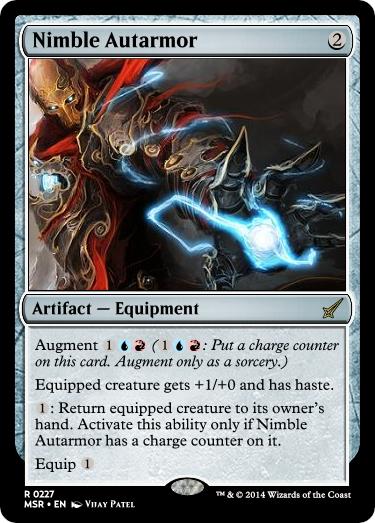 Nimble Autarmor 2
Artifact — Equipment
Augment 1 (1: Put a charge counter
on this card. Augment only as a sorcery.)
Equipped creature gets +1/+0 and has haste.
1: Return equipped creature to its owner's
hand. Activate this ability only if Nimble
Autarmor has a charge counter on it.
Equip 1
R 0227
MSR • EN Vijay Patel
™ & © 2014 Wizards of the Coast